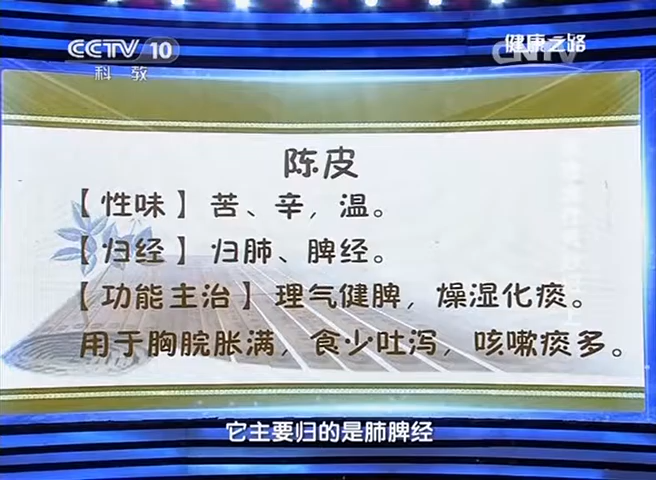 CCTV 10
科教
健康之路
CNTV
陈皮
【性味】苦、辛，温。
【归经】归肺、脾经。
【功能主治】理气健脾，燥湿化痰。
用于胸脘胀满，食少吐泻，咳嗽痰多。
它主要归的是肺脾经